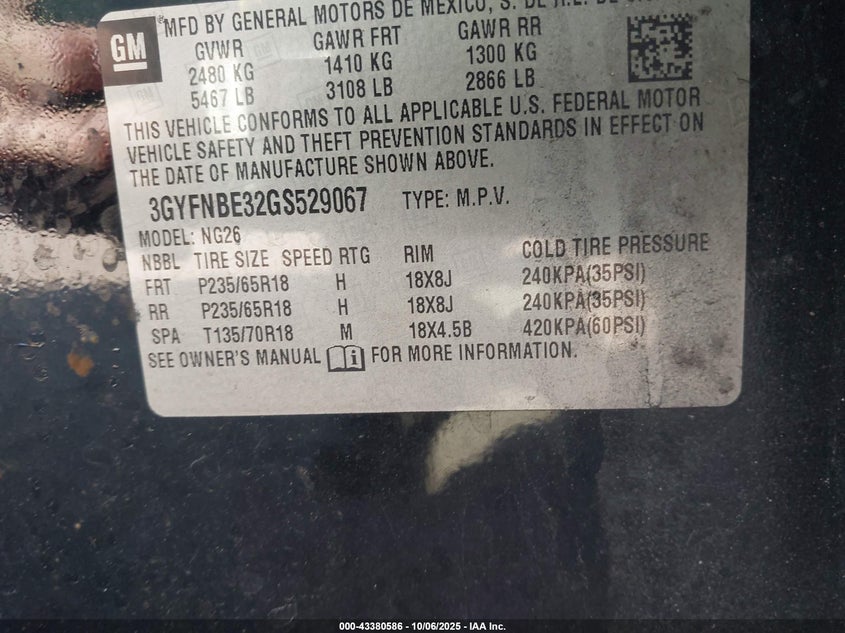 GM
MFD BY GENERAL MOTORS DE MEXICO, S. DE R.L. DE
GVWR GAWR FRT GAWR RR
2480 KG 1410 KG 1300 KG
5467 LB 3108 LB 2866 LB
THIS VEHICLE CONFORMS TO ALL APPLICABLE U.S. FEDERAL MOTOR
VEHICLE SAFETY AND THEFT PREVENTION STANDARDS IN EFFECT ON
THE DATE OF MANUFACTURE SHOWN ABOVE.
3GYFNBE32GS529067 TYPE: M.P.V.
MODEL: NG26
NBBL TIRE SIZE SPEED RTG RIM COLD TIRE PRESSURE
FRT P235/65R18 H 18X8J 240KPA(35PSI)
RR P235/65R18 H 18X8J 240KPA(35PSI)
SPA T135/70R18 M 18X4.5B 420KPA(60PSI)
SEE OWNER'S MANUAL FOR MORE INFORMATION.
000-43380586 - 10/06/2025 - IAA Inc.